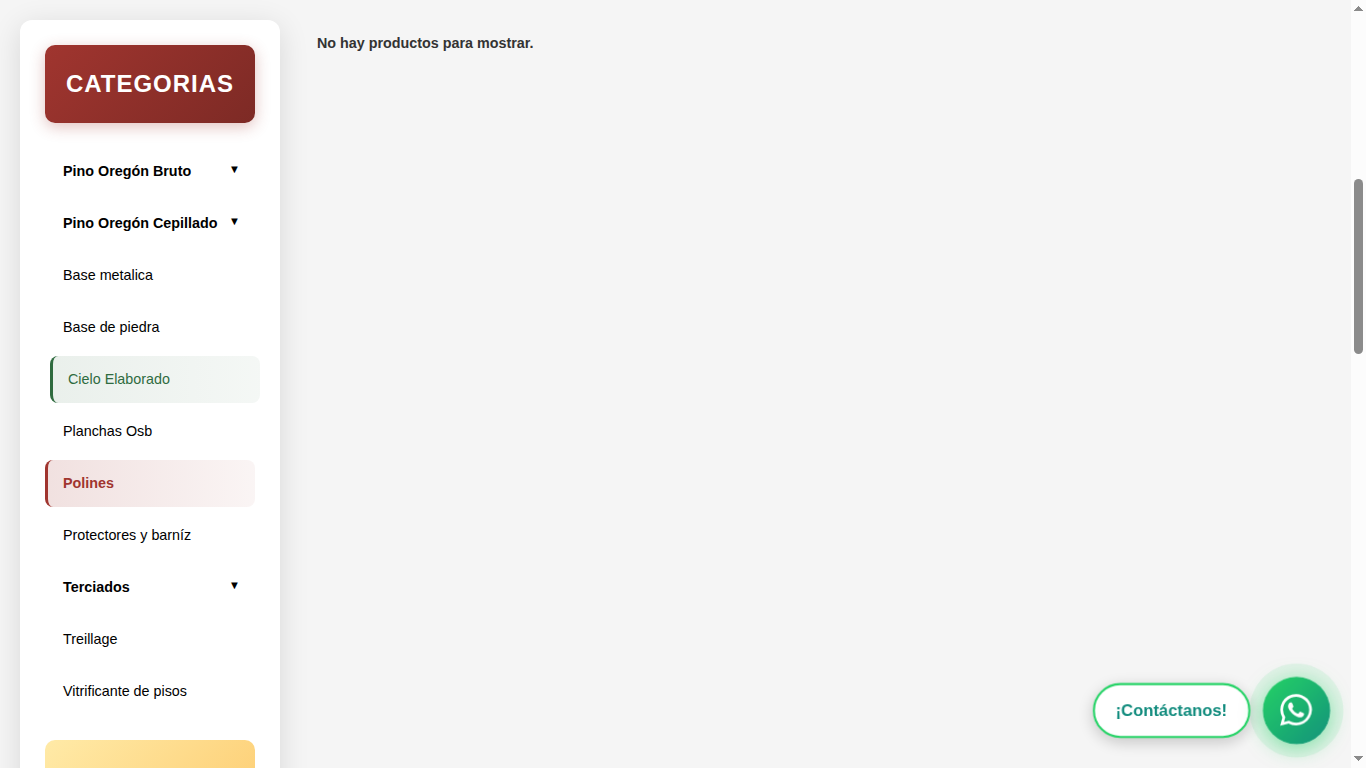 CATEGORIAS
Pino Oregón Bruto ▼
Pino Oregón Cepillado ▼
Base metalica
Base de piedra
Cielo Elaborado
Planchas Osb
Polines
Protectores y barníz
Terciados ▼
Treillage
Vitrificante de pisos
No hay productos para mostrar.
¡Contáctanos!